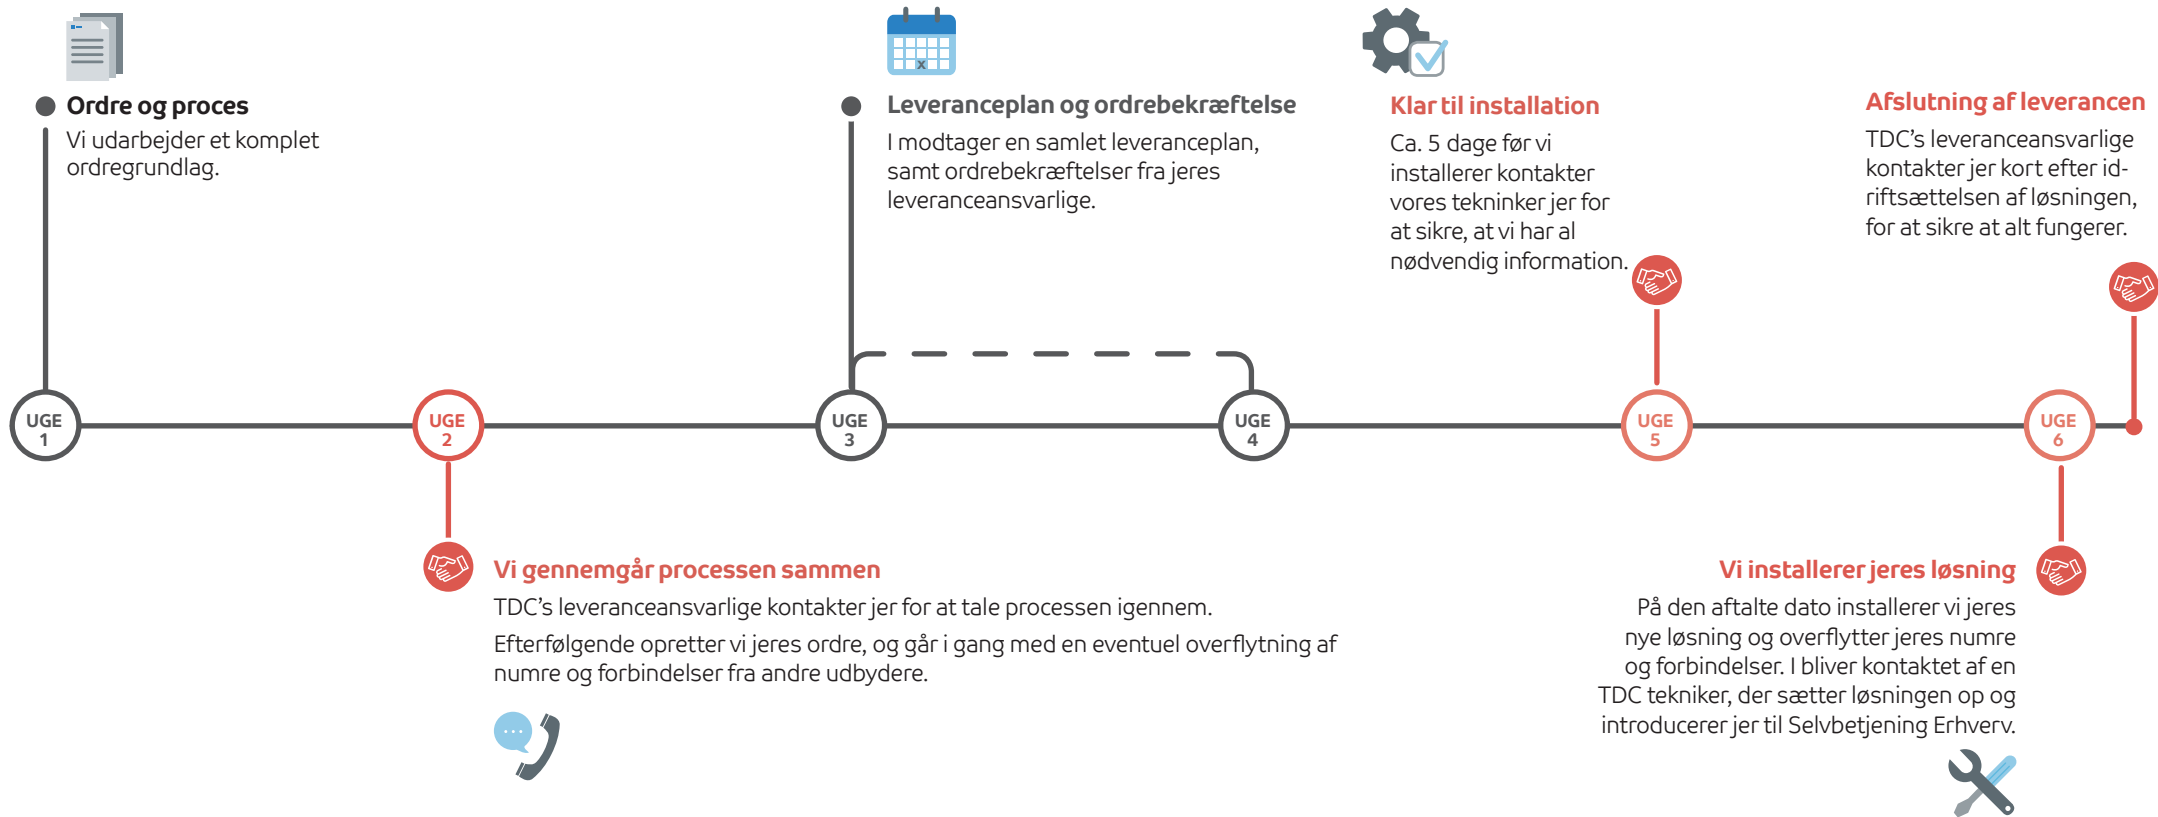 Ordre og proces
Vi udarbejder et komplet
ordregrundlag.
Leveranceplan og ordrebekræftelse
I modtager en samlet leveranceplan,
samt ordrebekræftelser fra jeres
leveranceansvarlige.
x
Klar til installation
Ca. 5 dage før vi
installerer kontakter
vores tekninker jer for
at sikre, at vi har al
nødvendig information.
Afslutning af leverancen
TDC’s leveranceansvarlige
kontakter jer kort efter id-
riftsættelsen af løsningen,
for at sikre at alt fungerer.
UGE
1
UGE
2
UGE
3
UGE
4
UGE
5
UGE
6
Vi gennemgår processen sammen
TDC’s leveranceansvarlige kontakter jer for at tale processen igennem.
Efterfølgende opretter vi jeres ordre, og går i gang med en eventuel overflytning af
numre og forbindelser fra andre udbydere.
Vi installerer jeres løsning
På den aftalte dato installerer vi jeres
nye løsning og overflytter jeres numre
og forbindelser. I bliver kontaktet af en
TDC tekniker, der sætter løsningen op og
introducerer jer til Selvbetjening Erhverv.